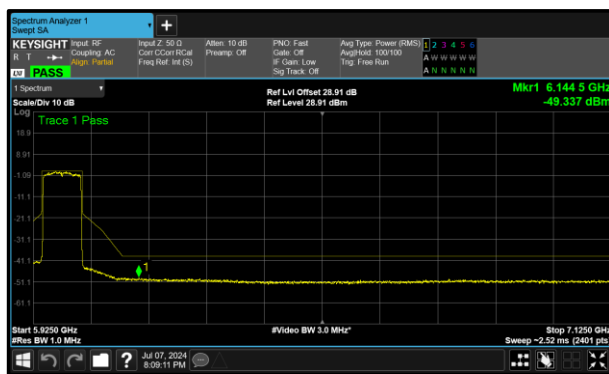 Spectrum Analyzer 1
Swept SA
KEYSIGHT
R T
LXI PASS
Input: RF
Coupling: AC
Align: Partial
Input Z: 50 Ω
Corr CCorr RCal
Freq Ref: Int (S)
Atten: 10 dB
Preamp: Off
PNO: Fast
Gate: Off
IF Gain: Low
Sig Track: Off
Avg Type: Power (RMS)
Avg|Hold: 100/100
Trig: Free Run
1 2 3 4 5 6
A W W W W W
A N N N N N
1 Spectrum
Scale/Div 10 dB
Ref Lvl Offset 28.91 dB
Ref Level 28.91 dBm
Mkr1 6.144 5 GHz
-49.337 dBm
Log
Trace 1 Pass
18.9
8.91
-1.09
-11.1
-21.1
-31.1
-41.1
-51.1
-61.1
1
Start 5.9250 GHz
#Res BW 1.0 MHz
#Video BW 3.0 MHz*
Stop 7.1250 GHz
Sweep ~2.52 ms (2401 pts)
?
Jul 07, 2024
8:09:11 PM